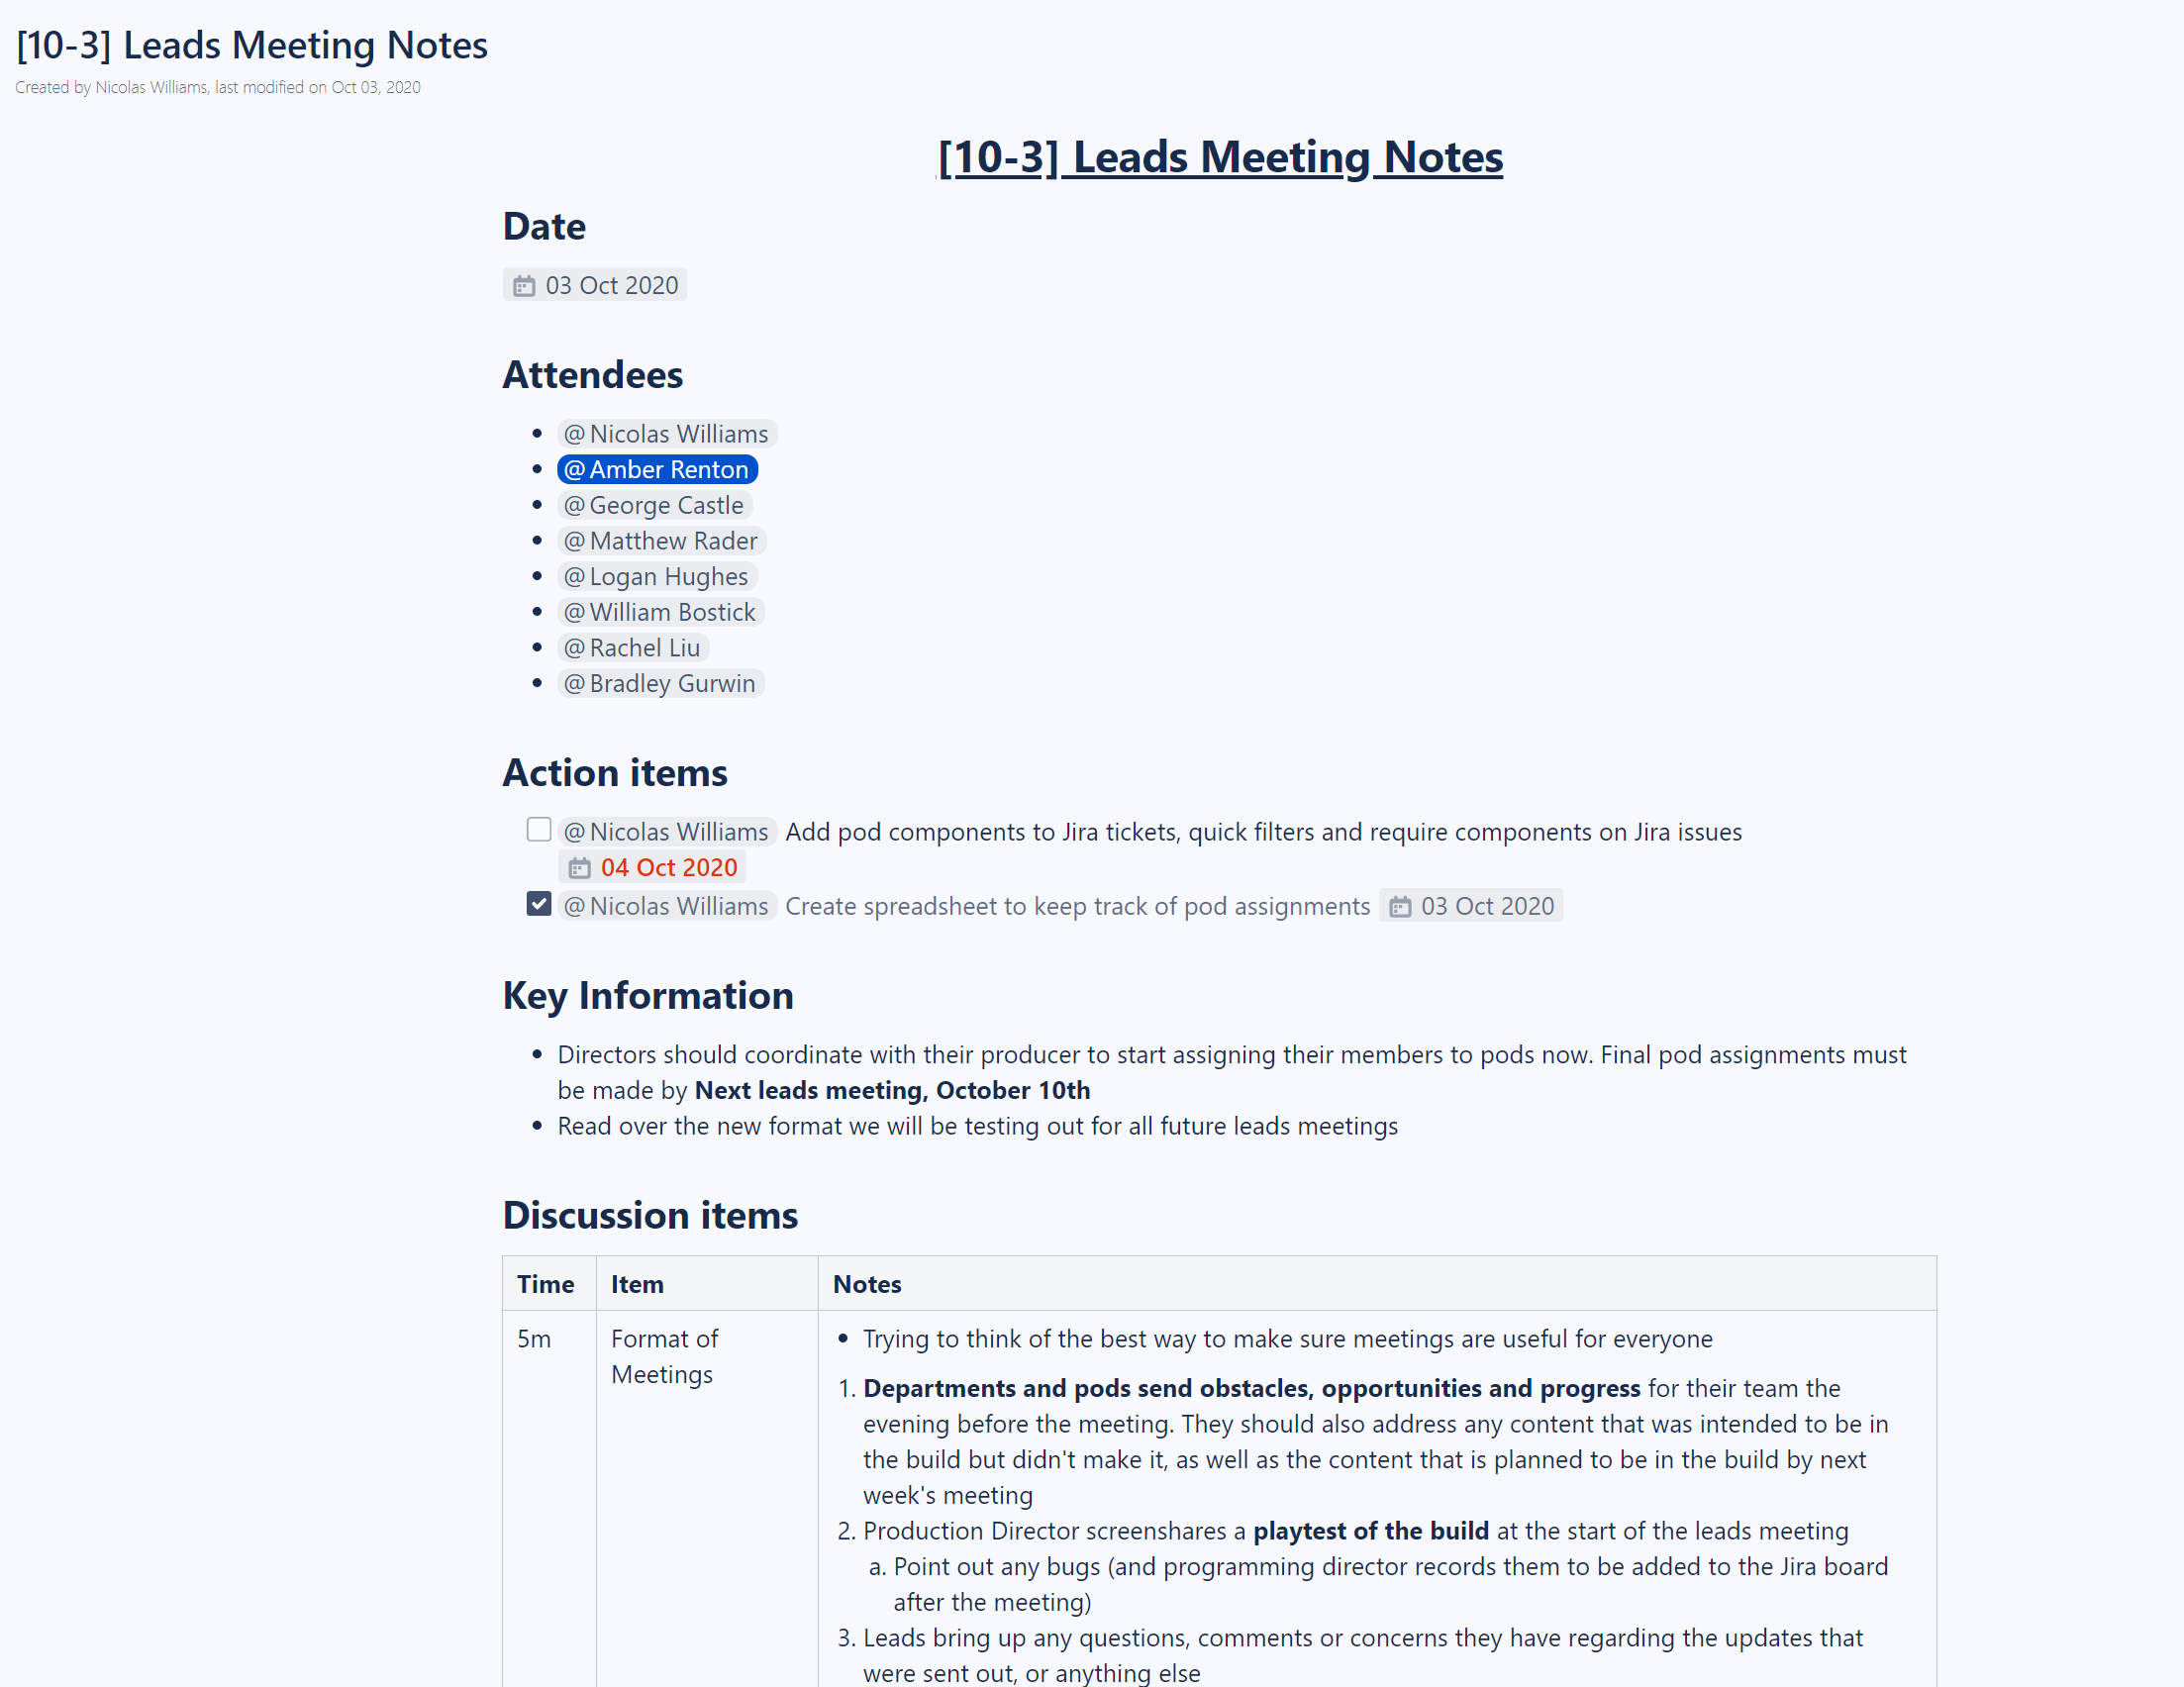 [10-3] Leads Meeting Notes
Created by Nicolas Williams, last modified on Oct 03, 2020
[10-3] Leads Meeting Notes
Date
03 Oct 2020
Attendees
@Nicolas Williams
@Amber Renton
@George Castle
@Matthew Rader
@Logan Hughes
@William Bostick
@Rachel Liu
@Bradley Gurwin
Action items
@Nicolas Williams Add pod components to Jira tickets, quick filters and require components on Jira issues
04 Oct 2020
@Nicolas Williams Create spreadsheet to keep track of pod assignments 03 Oct 2020
Key Information
Directors should coordinate with their producer to start assigning their members to pods now. Final pod assignments must
be made by Next leads meeting, October 10th
Read over the new format we will be testing out for all future leads meetings
Discussion items
Time Item Notes
5m
Format of
Meetings
Trying to think of the best way to make sure meetings are useful for everyone
1. Departments and pods send obstacles, opportunities and progress for their team the
evening before the meeting. They should also address any content that was intended to be in
the build but didn't make it, as well as the content that is planned to be in the build by next
week's meeting
2. Production Director screenshares a playtest of the build at the start of the leads meeting
a. Point out any bugs (and programming director records them to be added to the Jira board
after the meeting)
3. Leads bring up any questions, comments or concerns they have regarding the updates that
were sent out, or anything else